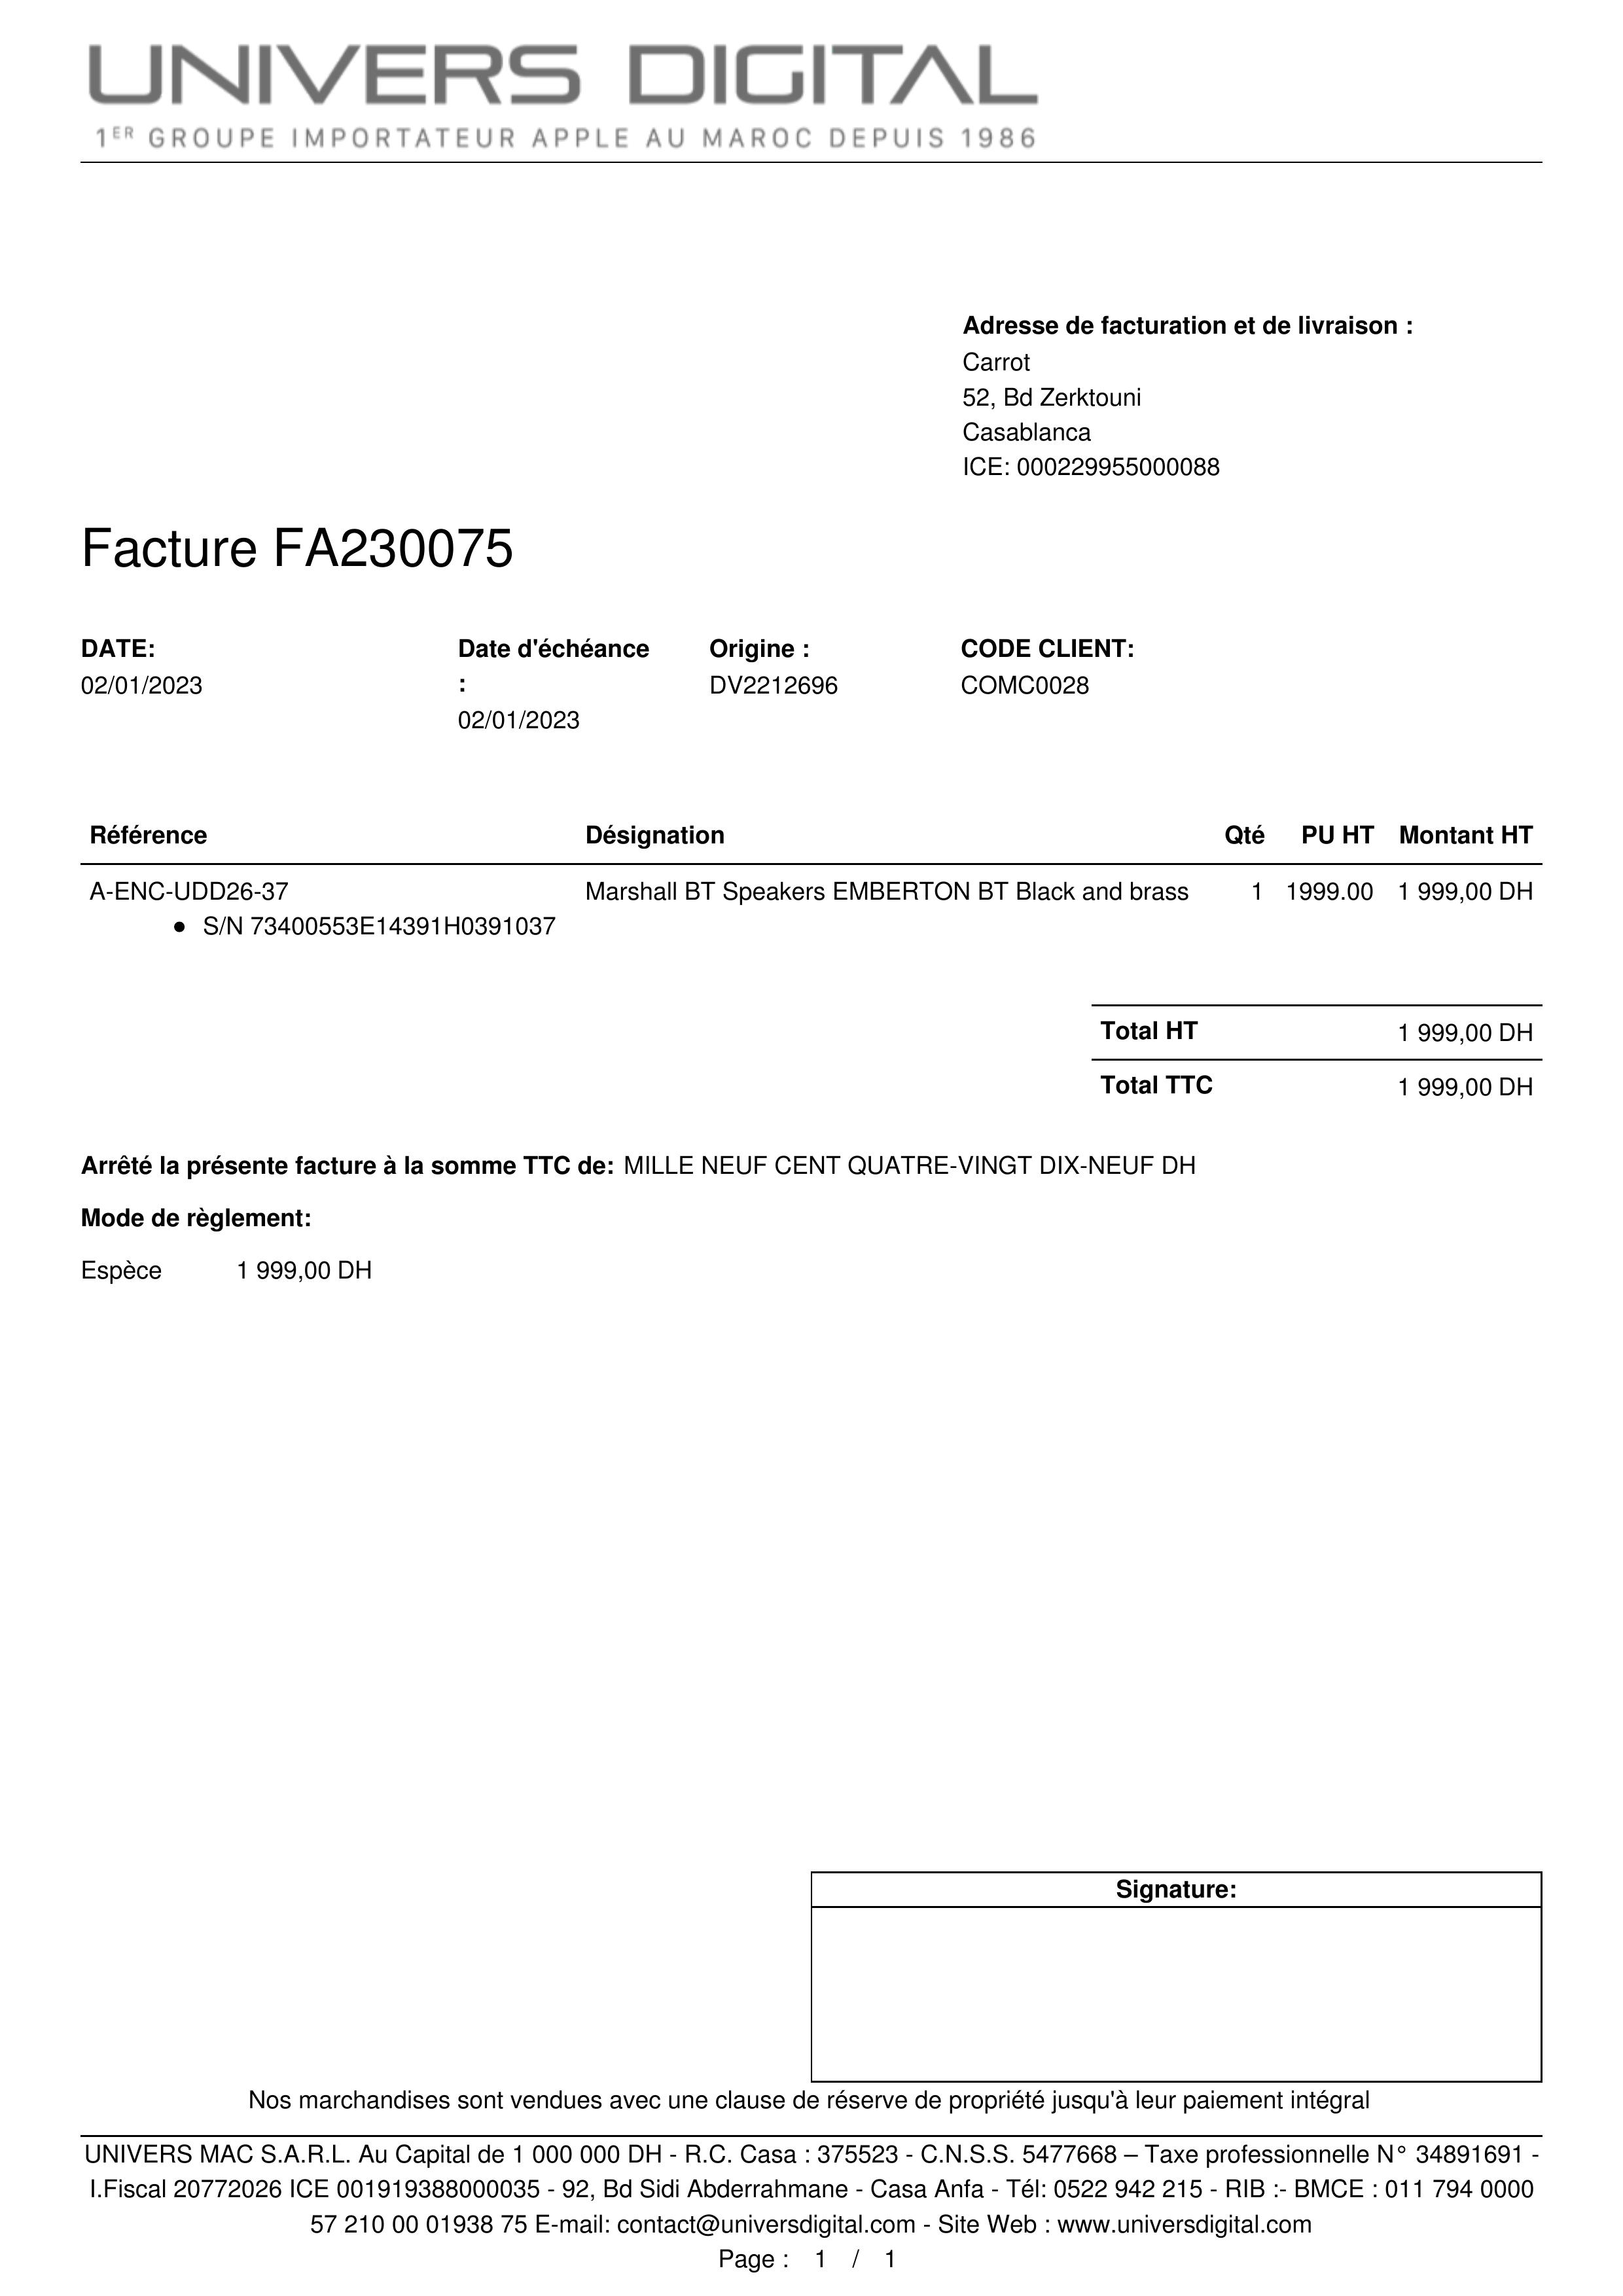 UNIVERS DIGITAL
1ER GROUPE IMPORTATEUR APPLE AU MAROC DEPUIS 1986
Adresse de facturation et de livraison :
Carrot
52, Bd Zerktouni
Casablanca
ICE: 000229955000088
Facture FA230075
DATE: Date d'échéance : Origine : CODE CLIENT:
02/01/2023 02/01/2023 DV2212696 COMC0028
Référence Désignation Qté PU HT Montant HT
A-ENC-UDD26-37 Marshall BT Speakers EMBERTON BT Black and brass 1 1999.00 1 999,00 DH
• S/N 73400553E14391H0391037
Total HT 1 999,00 DH
Total TTC 1 999,00 DH
Arrêté la présente facture à la somme TTC de: MILLE NEUF CENT QUATRE-VINGT DIX-NEUF DH
Mode de règlement:
Espèce 1 999,00 DH
Signature:
Nos marchandises sont vendues avec une clause de réserve de propriété jusqu'à leur paiement intégral
UNIVERS MAC S.A.R.L. Au Capital de 1 000 000 DH - R.C. Casa : 375523 - C.N.S.S. 5477668 – Taxe professionnelle N° 34891691 -
I.Fiscal 20772026 ICE 001919388000035 - 92, Bd Sidi Abderrahmane - Casa Anfa - Tél: 0522 942 215 - RIB :- BMCE : 011 794 0000
57 210 00 01938 75 E-mail: contact@universdigital.com - Site Web : www.universdigital.com
Page : 1 / 1